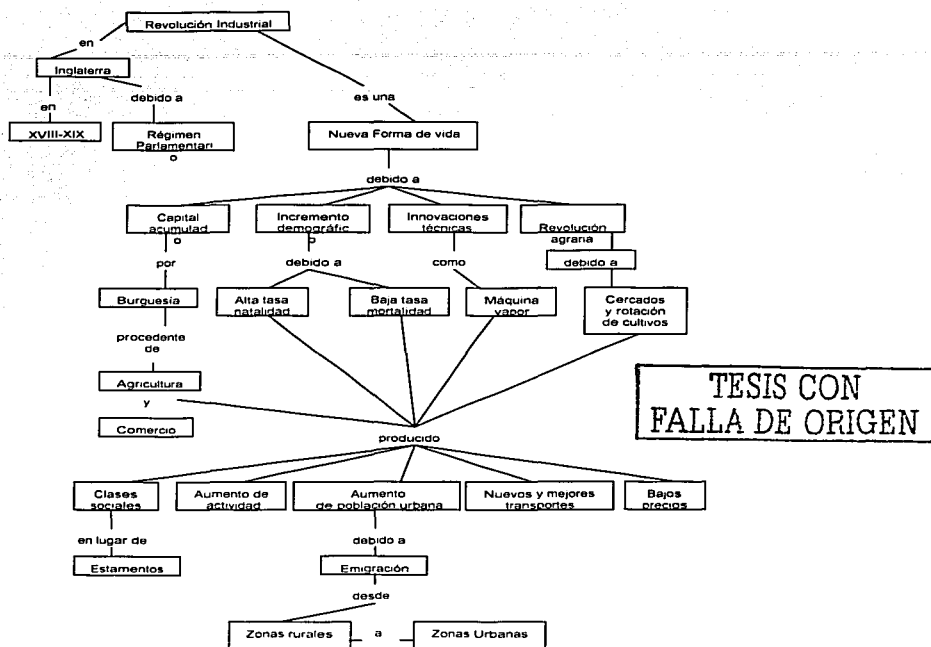 Revolución Industrial
en
Inglaterra
en
debido a
XVIII-XIX
Régimen
Parlamentari
o
es una
Nueva Forma de vida
debido a
Capital
acumulad
o
Incremento
demográfic
o
Innovaciones
técnicas
Revolución
agraria
por
debido a
como
debido a
Burguesía
Alta tasa
natalidad
Baja tasa
mortalidad
Máquina
vapor
Cercados
y rotación
de cultivos
procedente
de
Agricultura
y
Comercio
TESIS CON
FALLA DE ORIGEN
producido
Clases
sociales
Aumento de
actividad
Aumento
de población urbana
Nuevos y mejores
transportes
Bajos
precios
en lugar de
debido a
Estamentos
Emigración
desde
Zonas rurales
a
Zonas Urbanas